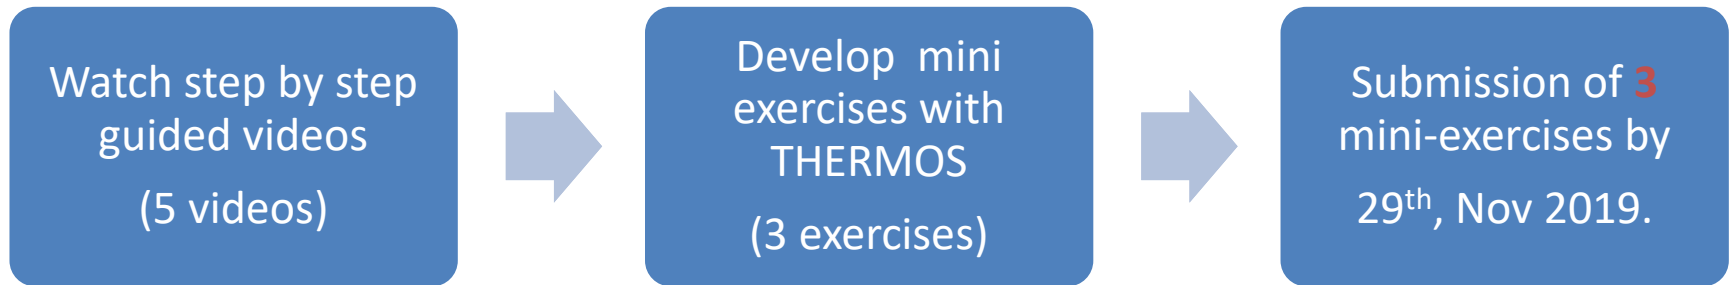 Watch step by step
guided videos
(5 videos)
Develop mini
exercises with
THERMOS
(3 exercises)
Submission of 3
mini-exercises by
29th, Nov 2019.